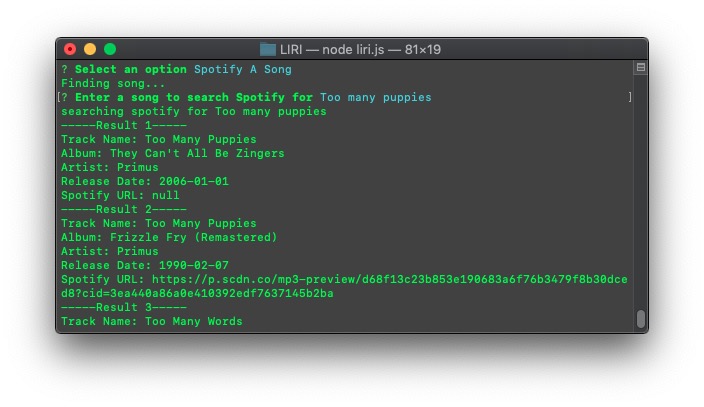 LIRI — node liri.js — 81×19
? Select an option Spotify A Song
Finding song...
[? Enter a song to search Spotify for Too many puppies ]
searching spotify for Too many puppies
-----Result 1-----
Track Name: Too Many Puppies
Album: They Can't All Be Zingers
Artist: Primus
Release Date: 2006-01-01
Spotify URL: null
-----Result 2-----
Track Name: Too Many Puppies
Album: Frizzle Fry (Remastered)
Artist: Primus
Release Date: 1990-02-07
Spotify URL: https://p.scdn.co/mp3-preview/d68f13c23b853e190683a6f76b3479f8b30dce
d8?cid=3ea440a86a0e410392edf7637145b2ba
-----Result 3-----
Track Name: Too Many Words